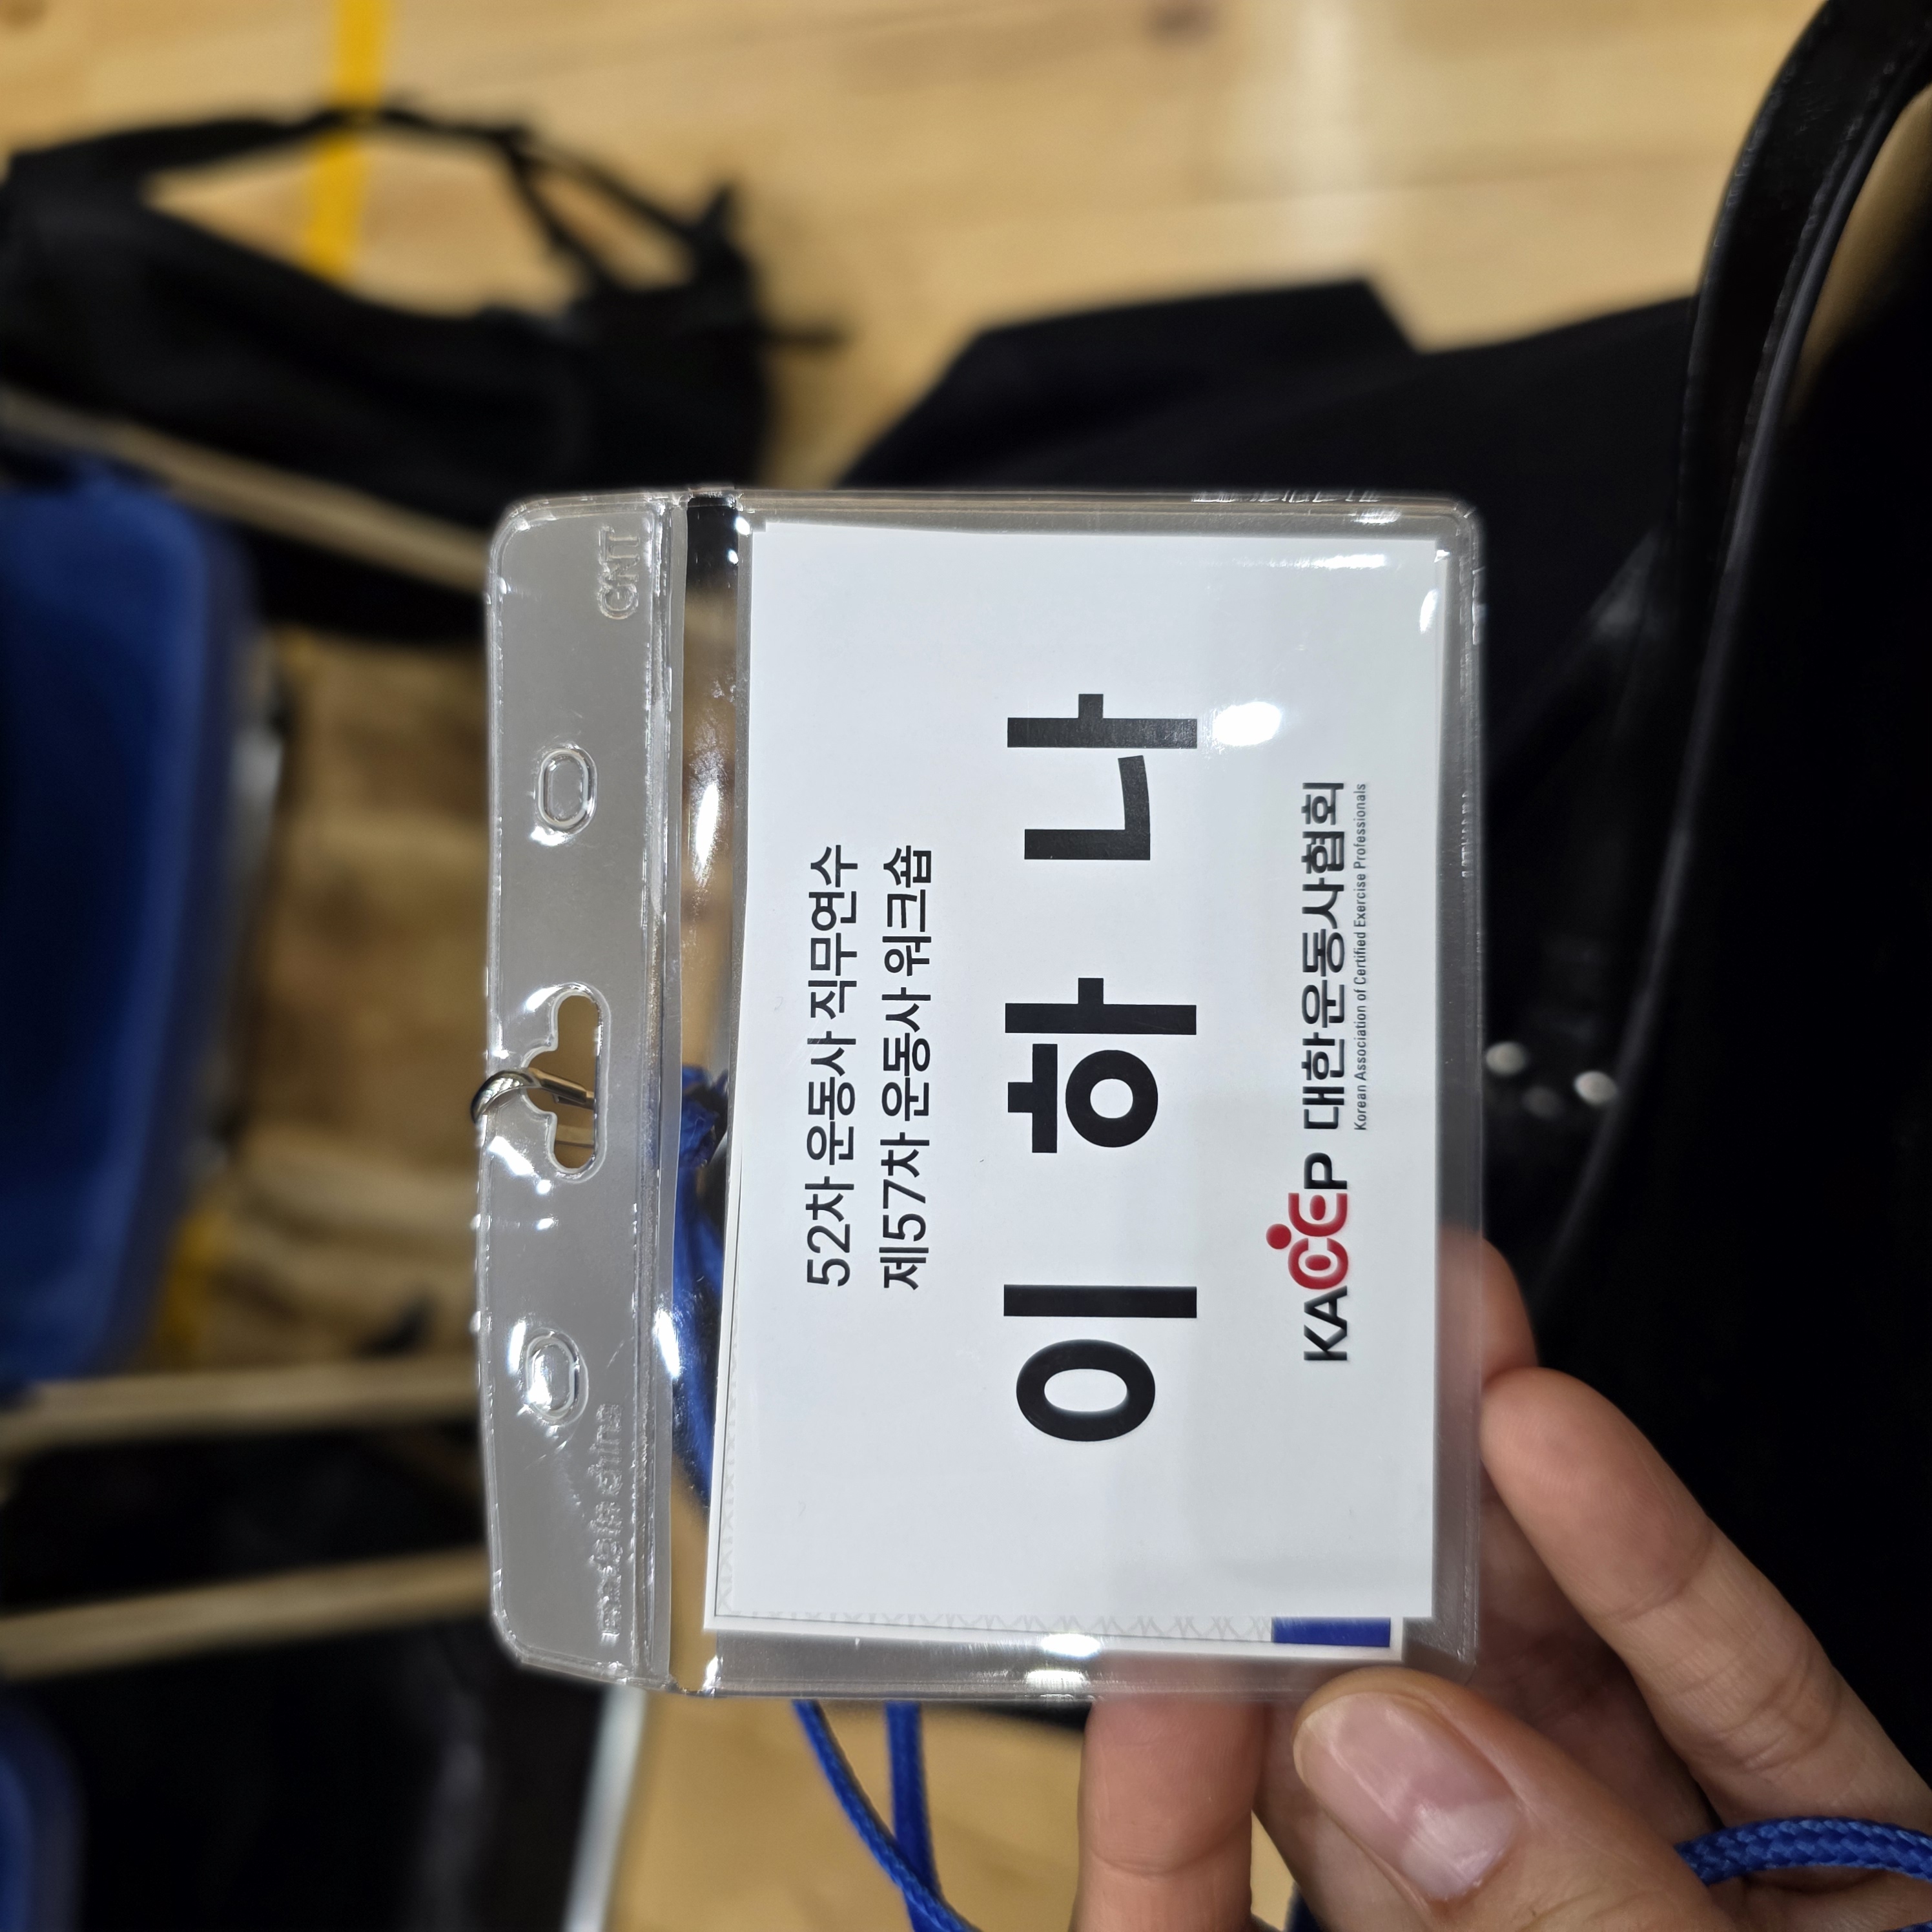 52차 운동사 직무연수
제57차 운동사 워크숍
이 하 나
KACEP 대한운동사협회
Korean Association of Certified Exercise Professionals
GNT